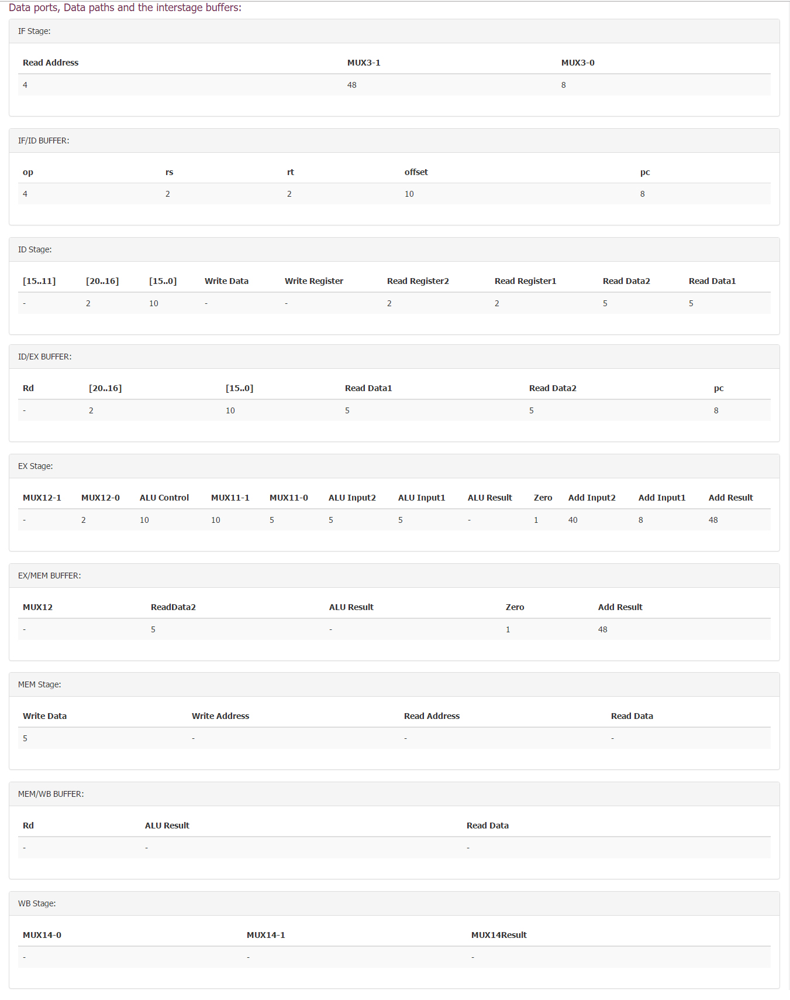 Data ports, Data paths and the interstage buffers:
IF Stage:
Read Address MUX3-1 MUX3-0
4 48 8
IF/ID BUFFER:
op rs rt offset pc
4 2 2 10 8
ID Stage:
[15..11] [20..16] [15..0] Write Data Write Register Read Register2 Read Register1 Read Data2 Read Data1
- 2 10 - - 2 2 5 5
ID/EX BUFFER:
Rd [20..16] [15..0] Read Data1 Read Data2 pc
- 2 10 5 5 8
EX Stage:
MUX12-1 MUX12-0 ALU Control MUX11-1 MUX11-0 ALU Input2 ALU Input1 ALU Result Zero Add Input2 Add Input1 Add Result
- 2 10 10 5 5 5 - 1 40 8 48
EX/MEM BUFFER:
MUX12 ReadData2 ALU Result Zero Add Result
- 5 - 1 48
MEM Stage:
Write Data Write Address Read Address Read Data
5 - - -
MEM/WB BUFFER:
Rd ALU Result Read Data
- - -
WB Stage:
MUX14-0 MUX14-1 MUX14Result
- - -